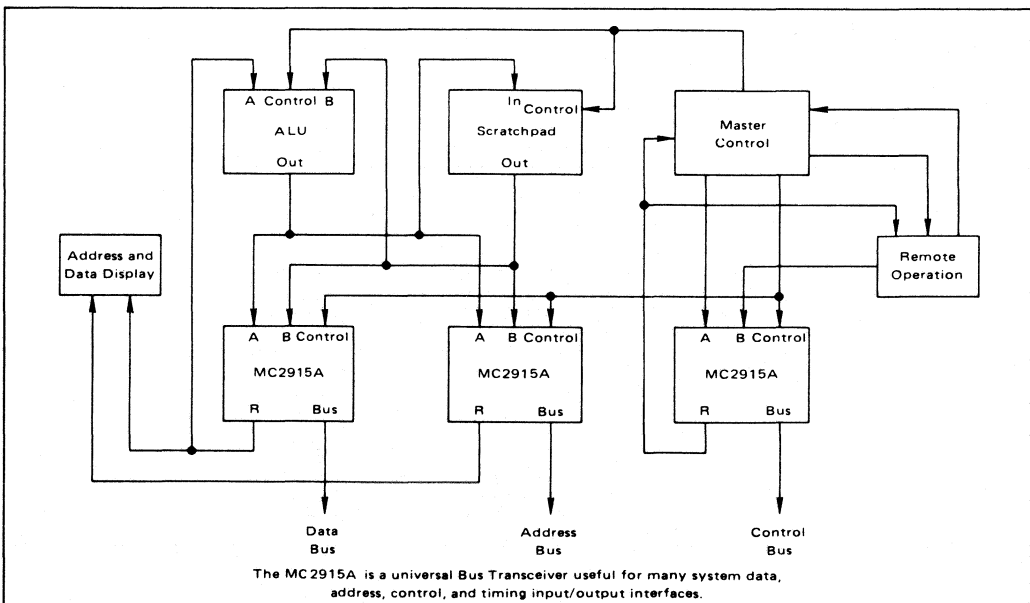 A Control B
ALU
Out
In
Control
Scratchpad
Out
Master
Control
Address and
Data Display
Remote
Operation
A B Control
MC2915A
R Bus
A B Control
MC2915A
R Bus
A B Control
MC2915A
R Bus
Data
Bus
Address
Bus
Control
Bus
The MC2915A is a universal Bus Transceiver useful for many system data,
address, control, and timing input/output interfaces.